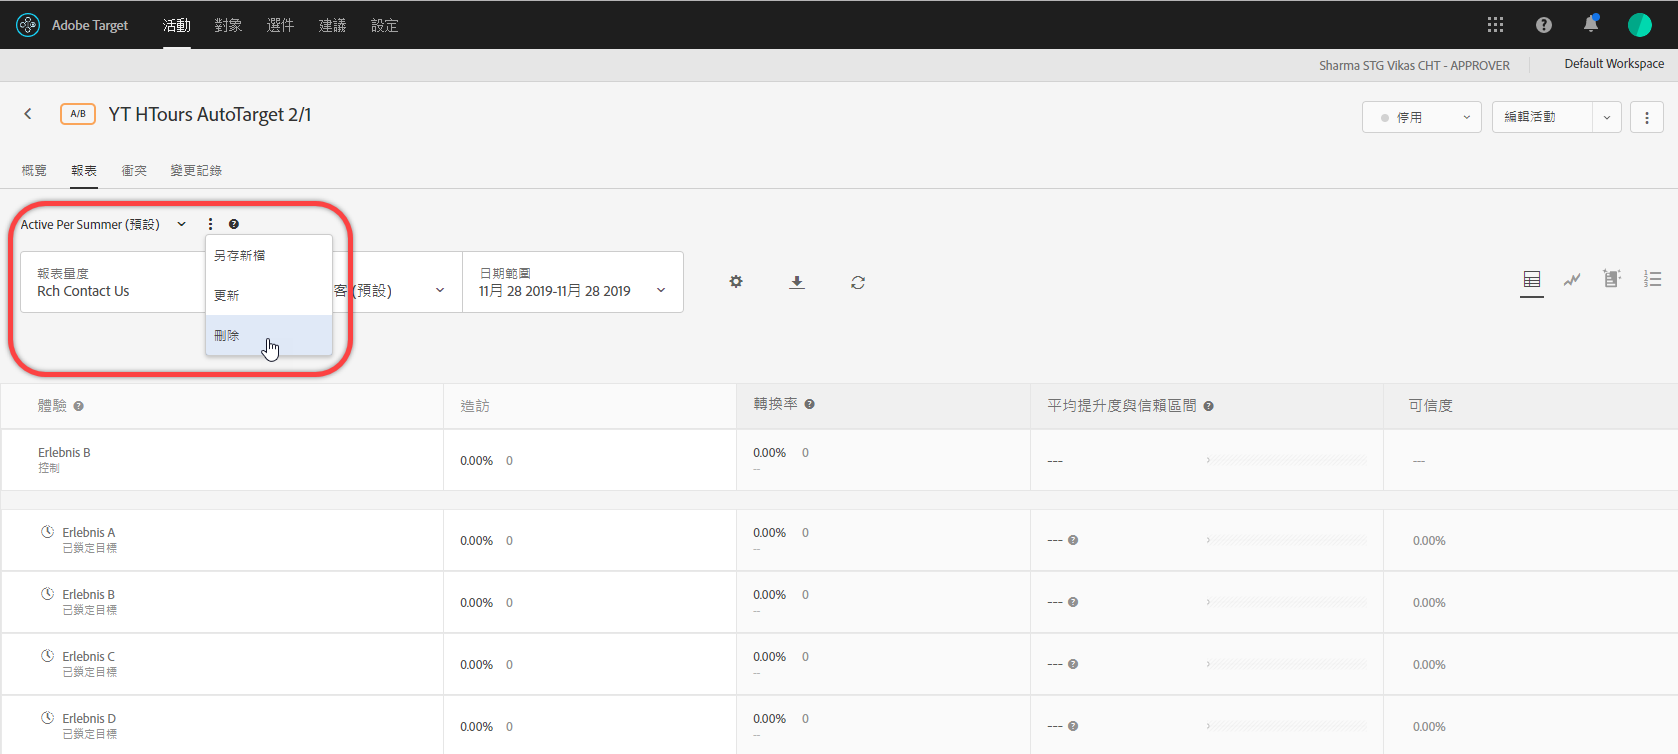 Adobe Target 活動 對象 選件 建議 設定
Sharma STG Vikas CHT - APPROVER Default Workspace
A/B YT HTours AutoTarget 2/1
停用 編輯活動
概覽 報表 衝突 變更記錄
Active Per Summer (預設)
另存新檔
更新
刪除
報表量度
Rch Contact Us
客 (預設)
日期範圍
11月 28 2019-11月 28 2019
體驗 造訪 轉換率 平均提升度與信賴區間 可信度
Erlebnis B
控制
0.00% 0 0.00% 0 --- ---
--
Erlebnis A
已鎖定目標
0.00% 0 0.00% 0 --- 0.00%
--
Erlebnis B
已鎖定目標
0.00% 0 0.00% 0 --- 0.00%
--
Erlebnis C
已鎖定目標
0.00% 0 0.00% 0 --- 0.00%
--
Erlebnis D
已鎖定目標
0.00% 0 0.00% 0 --- 0.00%
--